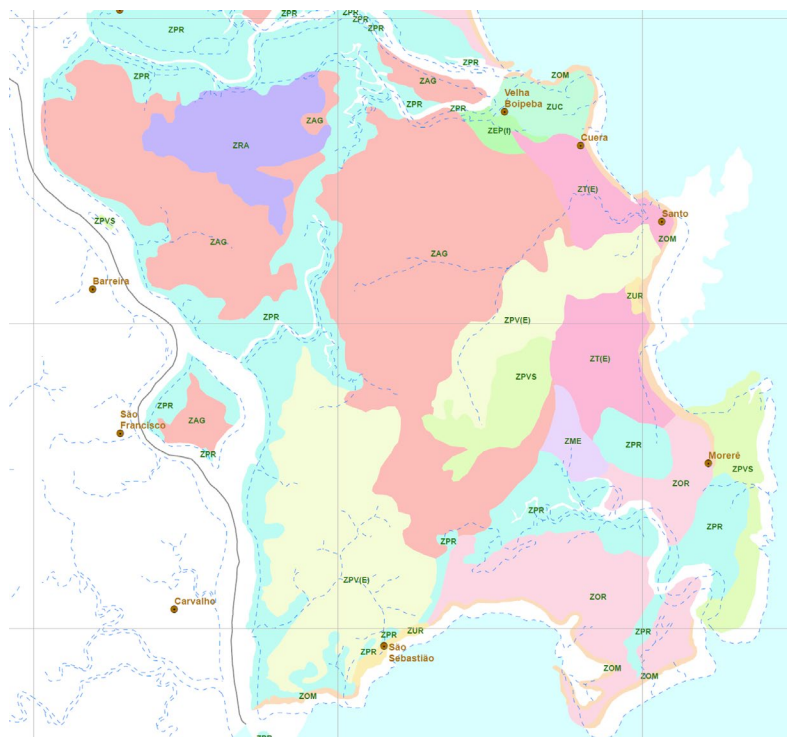 ZPR
ZPR
ZPR
ZPR
ZPR
ZPR
ZOM
ZAG
ZPR
ZPR
Velha
Boipeba
ZUC
ZAG
ZEP(I)
Cuera
ZRA
ZT(E)
Santo
ZPVS
ZOM
ZAG
ZAG
Barreira
ZUR
ZPR
ZPV(E)
ZT(E)
ZPVS
ZPR
São
Francisco
ZAG
ZME
ZPR
ZPR
Moreré
ZPVS
ZOR
ZPR
ZPR
ZPR
ZPV(E)
ZOR
Carvalho
ZPR
ZUR
ZPR
ZPR
São
Sebastião
ZOM
ZOM
ZOM
ZPR